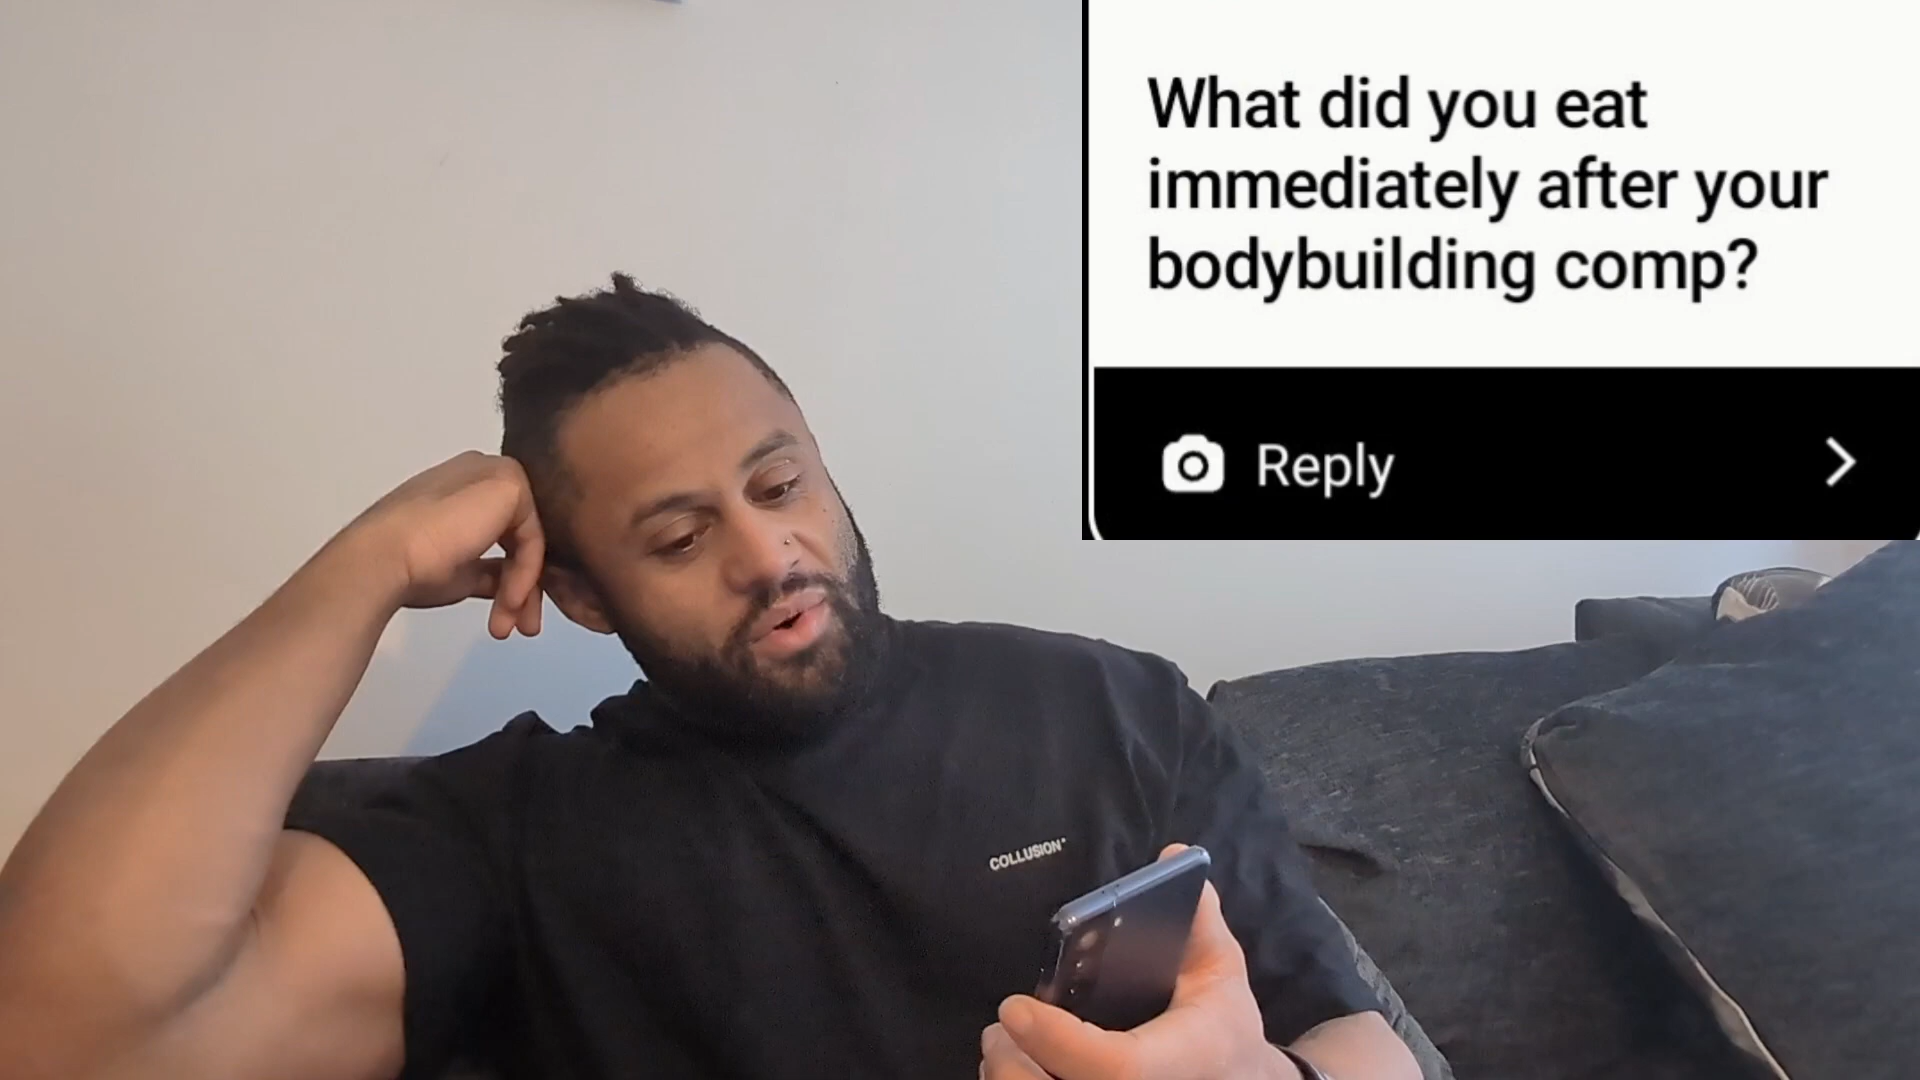 What did you eat
immediately after your
bodybuilding comp?
Reply
COLLUSION